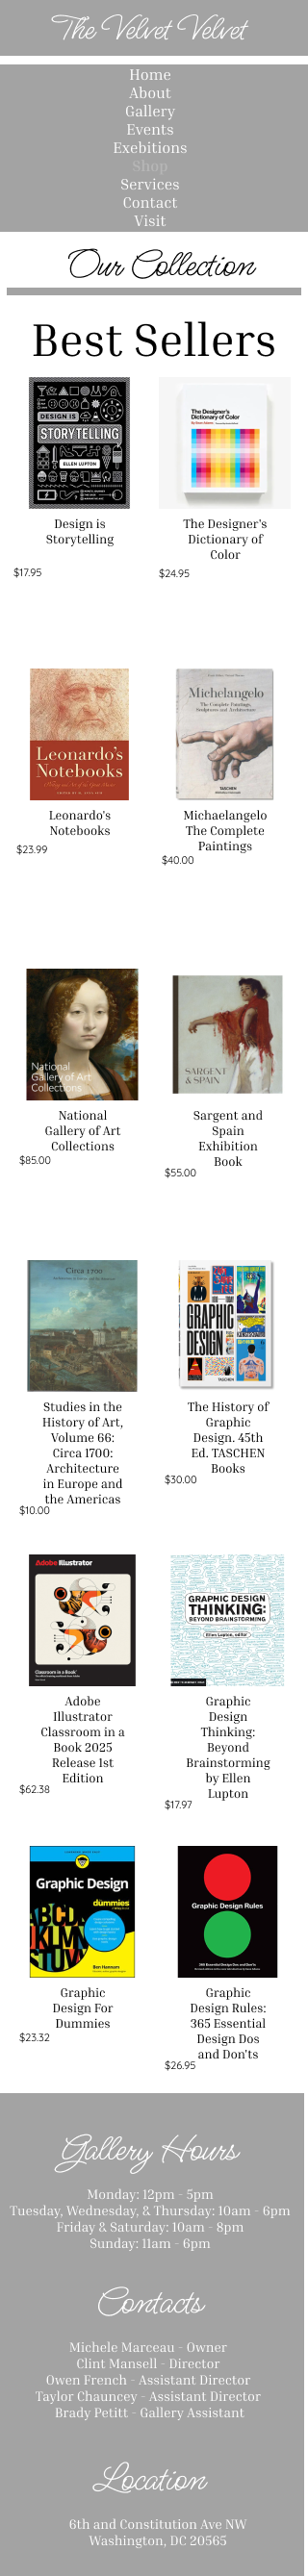 The Velvet Velvet
Home
About
Gallery
Events
Exebitions
Shop
Services
Contact
Visit
Our Collection
Best Sellers
DESIGN IS
STORYTELLING
ELLEN LUPTON
The Designer's
Dictionary of Color
Design is
Storytelling
$17.95
The Designer's
Dictionary of
Color
$24.95
Leonardo's
Notebooks
Michelangelo
The Complete Paintings,
Sculptures and Architecture
TASCHEN
Leonardo's
Notebooks
$23.99
Michaelangelo
The Complete
Paintings
$40.00
National
Gallery of Art
Collections
SARGENT
& SPAIN
National
Gallery of Art
Collections
$85.00
Sargent and
Spain
Exhibition
Book
$55.00
Circa 1700
GRAPHIC
DESIGN
TASCHEN
Studies in the
History of Art,
Volume 66:
Circa 1700:
Architecture
in Europe and
the Americas
$10.00
The History of
Graphic
Design. 45th
Ed. TASCHEN
Books
$30.00
Adobe Illustrator
Classroom in a Book
GRAPHIC DESIGN
THINKING:
BEYOND BRAINSTORMING
Ellen Lupton, editor
Adobe
Illustrator
Classroom in a
Book 2025
Release 1st
Edition
$62.38
Graphic
Design
Thinking:
Beyond
Brainstorming
by Ellen
Lupton
$17.97
Graphic Design
dummies
ABCD
KLM
Ben Hannam
Graphic Design Rules
365 Essential Design Dos and Don'ts
Graphic
Design For
Dummies
$23.32
Graphic
Design Rules:
365 Essential
Design Dos
and Don'ts
$26.95
Gallery Hours
Monday: 12pm - 5pm
Tuesday, Wednesday, & Thursday: 10am - 6pm
Friday & Saturday: 10am - 8pm
Sunday: 11am - 6pm
Contacts
Michele Marceau - Owner
Clint Mansell - Director
Owen French - Assistant Director
Taylor Chauncey - Assistant Director
Brady Petitt - Gallery Assistant
Location
6th and Constitution Ave NW
Washington, DC 20565